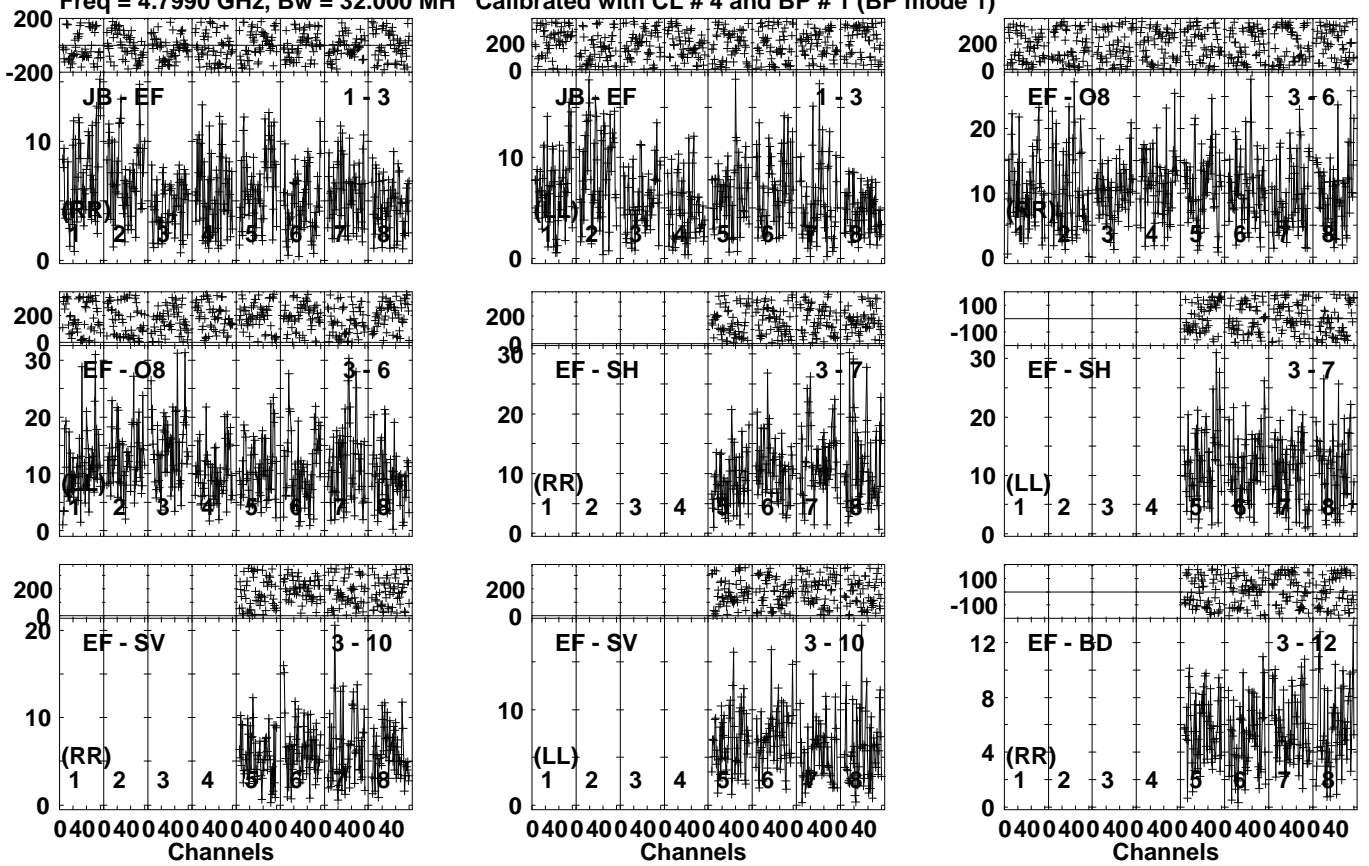 Freq = 4.7990 GHz, Bw = 32.000 MH Calibrated with CL # 4 and BP # 1 (BP mode 1)
200
-200
JB - EF 1 - 3
10
(RR)
1 2 3 4 5 6 7 8
0
200
0
JB - EF 1 - 3
10
(LL)
1 2 3 4 5 6 7 8
0
200
0
EF - O8 3 - 6
20
10
(RR)
1 2 3 4 5 6 7 8
0
200
0
30
EF - O8 3 - 6
20
10
(LL)
1 2 3 4 5 6 7 8
0
200
0
30
EF - SH 3 - 7
20
10
(RR)
1 2 3 4 5 6 7 8
0
100
-100
30
EF - SH 3 - 7
20
10
(LL)
1 2 3 4 5 6 7 8
0
200
0
20
EF - SV 3 - 10
10
(RR)
1 2 3 4 5 6 7 8
0
0 40 0 40 0 40 0 40 0 40 0 40 0 40 0 40
Channels
200
0
EF - SV 3 - 10
10
(LL)
1 2 3 4 5 6 7 8
0
0 40 0 40 0 40 0 40 0 40 0 40 0 40 0 40
Channels
100
-100
12
EF - BD 3 - 12
8
4
(RR)
1 2 3 4 5 6 7 8
0
0 40 0 40 0 40 0 40 0 40 0 40 0 40 0 40
Channels